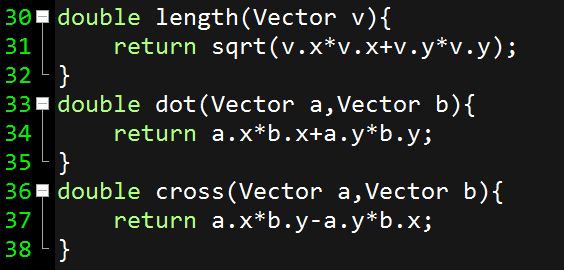 30 double length(Vector v){
31     return sqrt(v.x*v.x+v.y*v.y);
32 }
33 double dot(Vector a,Vector b){
34     return a.x*b.x+a.y*b.y;
35 }
36 double cross(Vector a,Vector b){
37     return a.x*b.y-a.y*b.x;
38 }